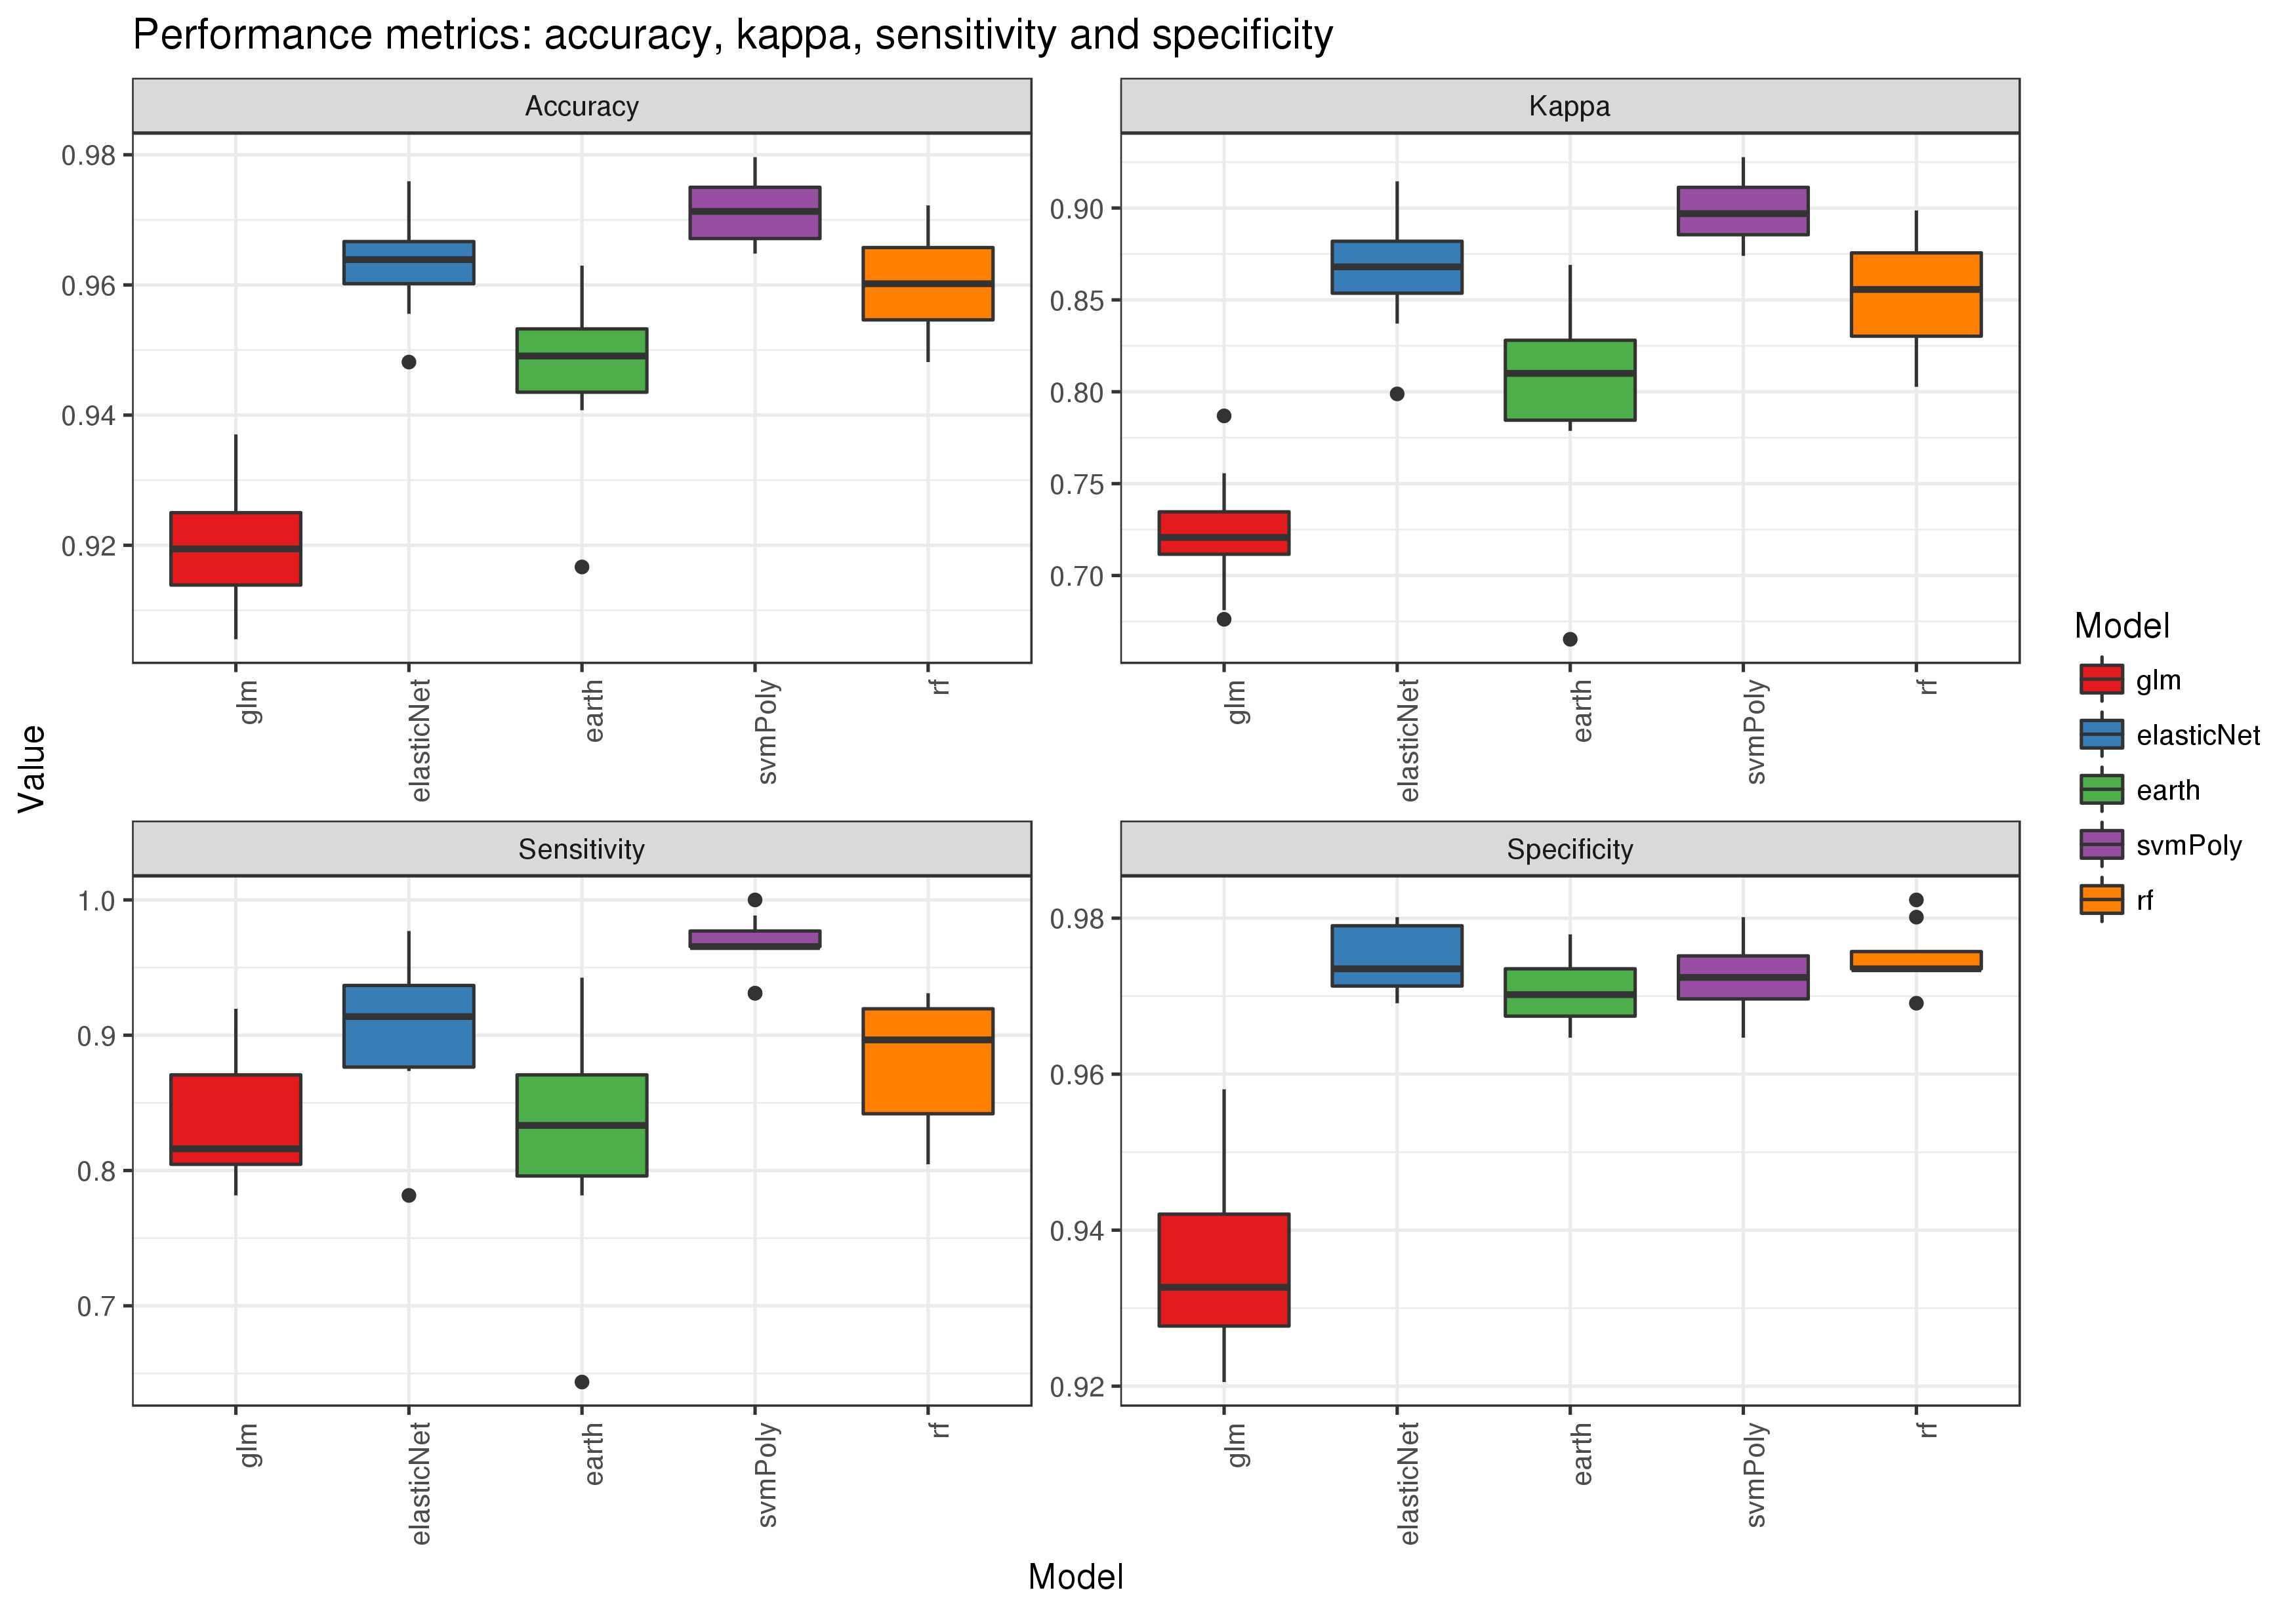 Performance metrics: accuracy, kappa, sensitivity and specificity
Accuracy
0.98
0.96
0.94
0.92
glm
elasticNet
earth
svmPoly
rf
Kappa
0.90
0.85
0.80
0.75
0.70
glm
elasticNet
earth
svmPoly
rf
Value
Sensitivity
1.0
0.9
0.8
0.7
glm
elasticNet
earth
svmPoly
rf
Specificity
0.98
0.96
0.94
0.92
glm
elasticNet
earth
svmPoly
rf
Model
Model
glm
elasticNet
earth
svmPoly
rf